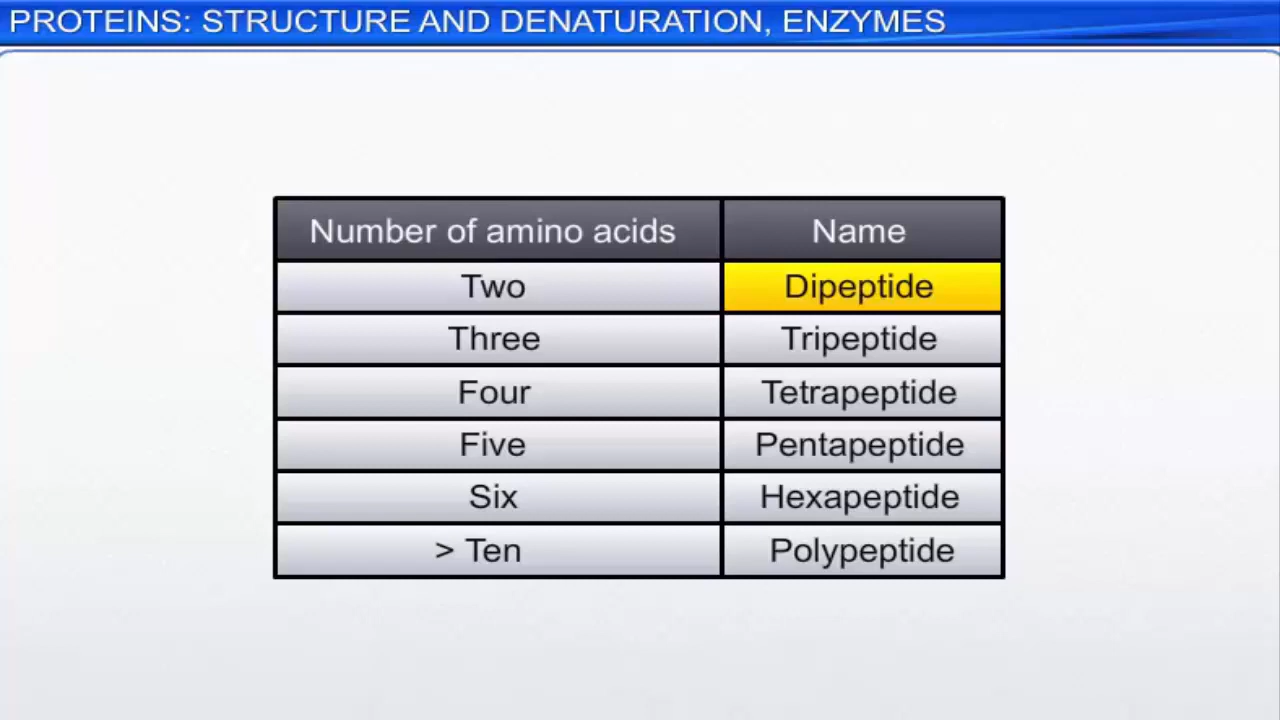 PROTEINS: STRUCTURE AND DENATURATION, ENZYMES
Number of amino acids Name
Two Dipeptide
Three Tripeptide
Four Tetrapeptide
Five Pentapeptide
Six Hexapeptide
> Ten Polypeptide